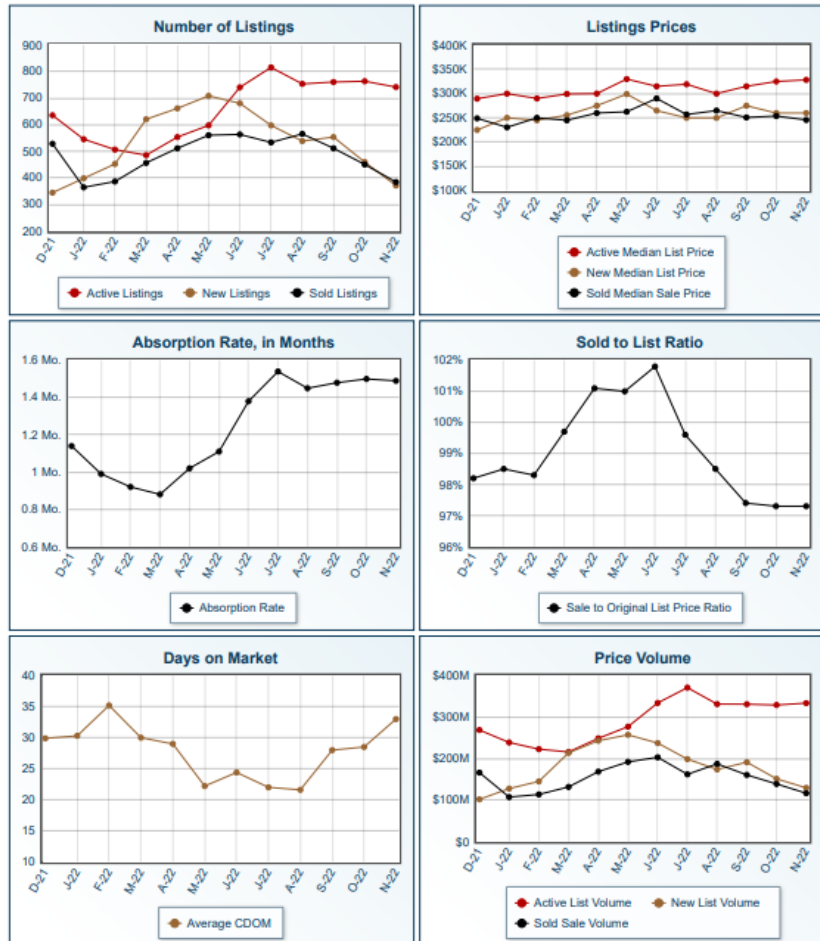 Number of Listings
900
800
700
600
500
400
300
200
D-21
J-22
F-22
M-22
A-22
M-22
J-22
J-22
A-22
S-22
O-22
N-22
Active Listings New Listings Sold Listings
Listings Prices
$400K
$350K
$300K
$250K
$200K
$150K
$100K
D-21
J-22
F-22
M-22
A-22
M-22
J-22
J-22
A-22
S-22
O-22
N-22
Active Median List Price
New Median List Price
Sold Median Sale Price
Absorption Rate, in Months
1.6 Mo.
1.4 Mo.
1.2 Mo.
1 Mo.
0.8 Mo.
0.6 Mo.
D-21
J-22
F-22
M-22
A-22
M-22
J-22
J-22
A-22
S-22
O-22
N-22
Absorption Rate
Sold to List Ratio
102%
101%
100%
99%
98%
97%
96%
D-21
J-22
F-22
M-22
A-22
M-22
J-22
J-22
A-22
S-22
O-22
N-22
Sale to Original List Price Ratio
Days on Market
40
35
30
25
20
15
10
D-21
J-22
F-22
M-22
A-22
M-22
J-22
J-22
A-22
S-22
O-22
N-22
Average CDOM
Price Volume
$400M
$300M
$200M
$100M
$0
D-21
J-22
F-22
M-22
A-22
M-22
J-22
J-22
A-22
S-22
O-22
N-22
Active List Volume New List Volume
Sold Sale Volume